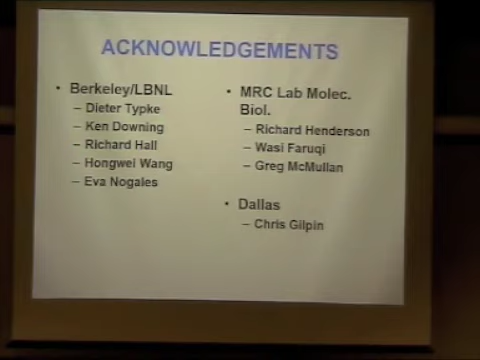 ACKNOWLEDGEMENTS
• Berkeley/LBNL
– Dieter Typke
– Ken Downing
– Richard Hall
– Hongwei Wang
– Eva Nogales
• MRC Lab Molec.
Biol.
– Richard Henderson
– Wasi Faruqi
– Greg McMullan
• Dallas
– Chris Gilpin